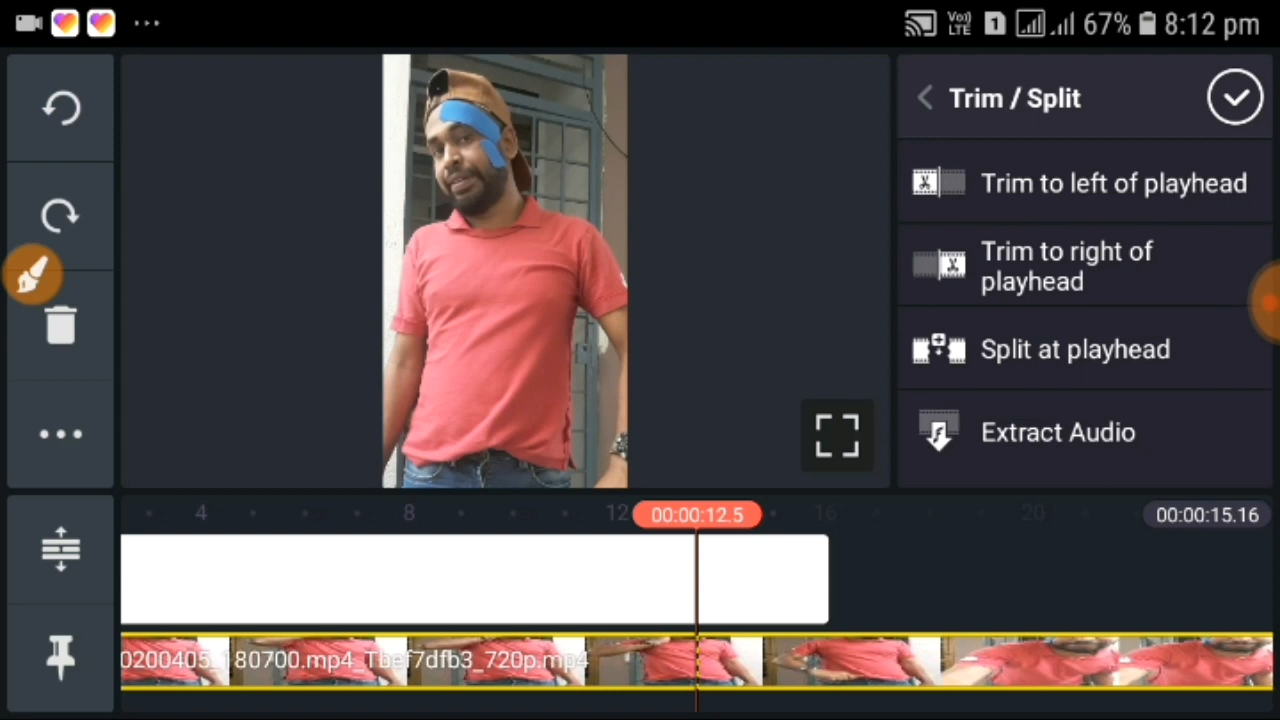 Vo))
LTE
1
67%
8:12 pm
Trim / Split
Trim to left of playhead
Trim to right of
playhead
Split at playhead
Extract Audio
4
8
12
00:00:12.5
16
20
00:00:15.16
0200405_180700.mp4_Tbef7dfb3_720p.mp4